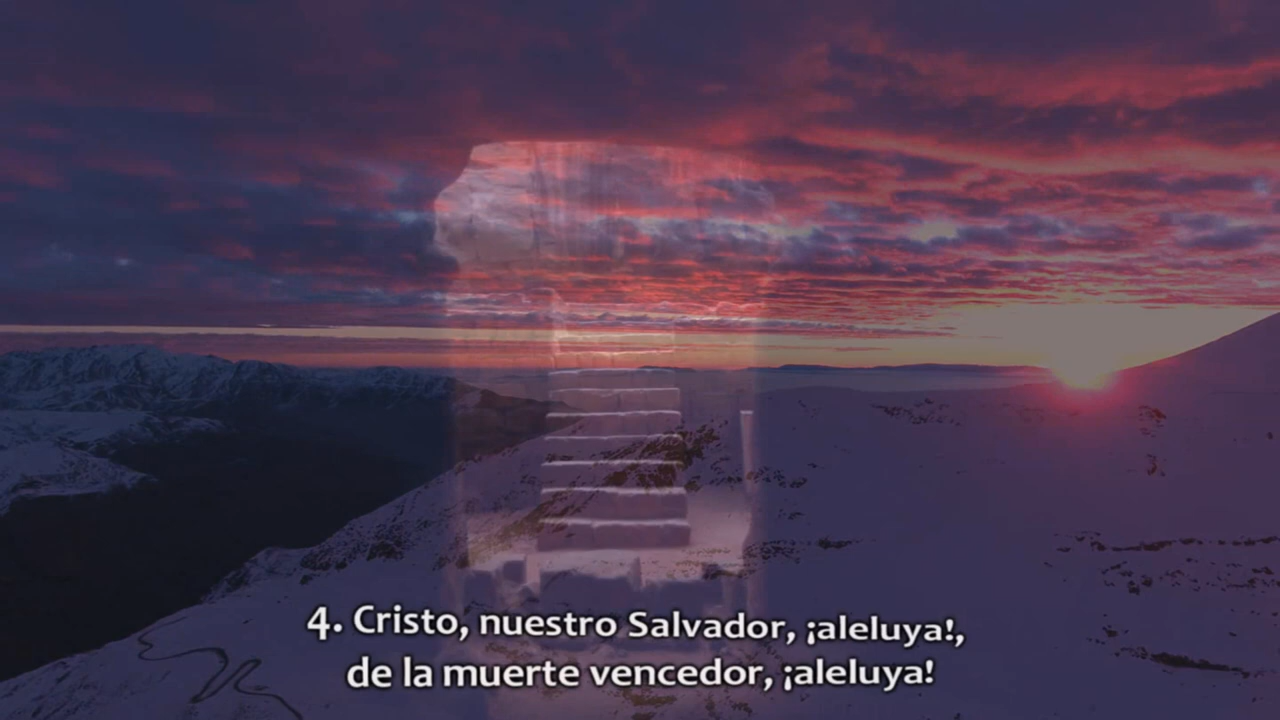 4. Cristo, nuestro Salvador, ¡aleluya!,
de la muerte vencedor, ¡aleluya!